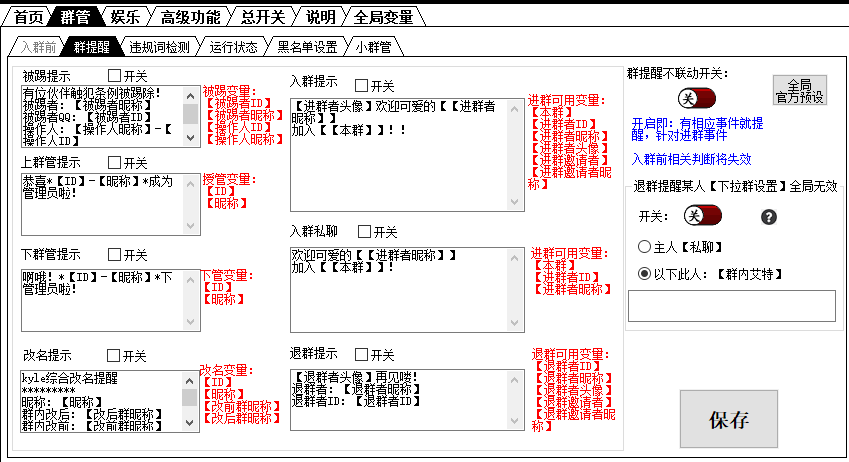 首页 群管 娱乐 高级功能 总开关 说明 全局变量
入群前 群提醒 违规词检测 运行状态 黑名单设置 小群管
被踢提示 开关
有位伙伴触犯条例被踢除!
被踢者:【被踢者昵称】
被踢者QQ:【被踢者ID】
操作人:【操作人昵称】-【
操作人ID】
被踢变量:
【被踢者ID】
【被踢者昵称】
【操作人ID】
【操作人昵称】
上群管提示 开关
恭喜*【ID】-【昵称】*成为
管理员啦!
授管变量:
【ID】
【昵称】
下群管提示 开关
啊哦!*【ID】-【昵称】*下
管理员啦!
下管变量:
【ID】
【昵称】
改名提示 开关
kyle综合改名提醒
*********
昵称:【昵称】
群内改后:【改后群昵称】
群内改前:【改前群昵称】
改名变量:
【ID】
【昵称】
【改前群昵称】
【改后群昵称】
入群提示 开关
【进群者头像】欢迎可爱的【【进群者
昵称】】
加入【【本群】】!!
进群可用变量:
【本群】
【进群者ID】
【进群者昵称】
【进群者头像】
【进群邀请者】
【进群邀请者昵
称】
入群私聊 开关
欢迎可爱的【【进群者昵称】】
加入【【本群】】!
进群可用变量:
【本群】
【进群者ID】
【进群者昵称】
退群提示 开关
【退群者头像】再见喽!
退群者:【退群者昵称】
退群者ID:【退群者ID】
退群可用变量:
【退群者ID】
【退群者昵称】
【退群者头像】
【退群邀请者】
【退群邀请者昵
称】
群提醒不联动开关:
关
全局
官方预设
开启即:有相应事件就提
醒,针对进群事件
入群前相关判断将失效
退群提醒某人【下拉群设置】全局无效
开关: 关 ?
主人【私聊】
以下此人:【群内艾特】
保存